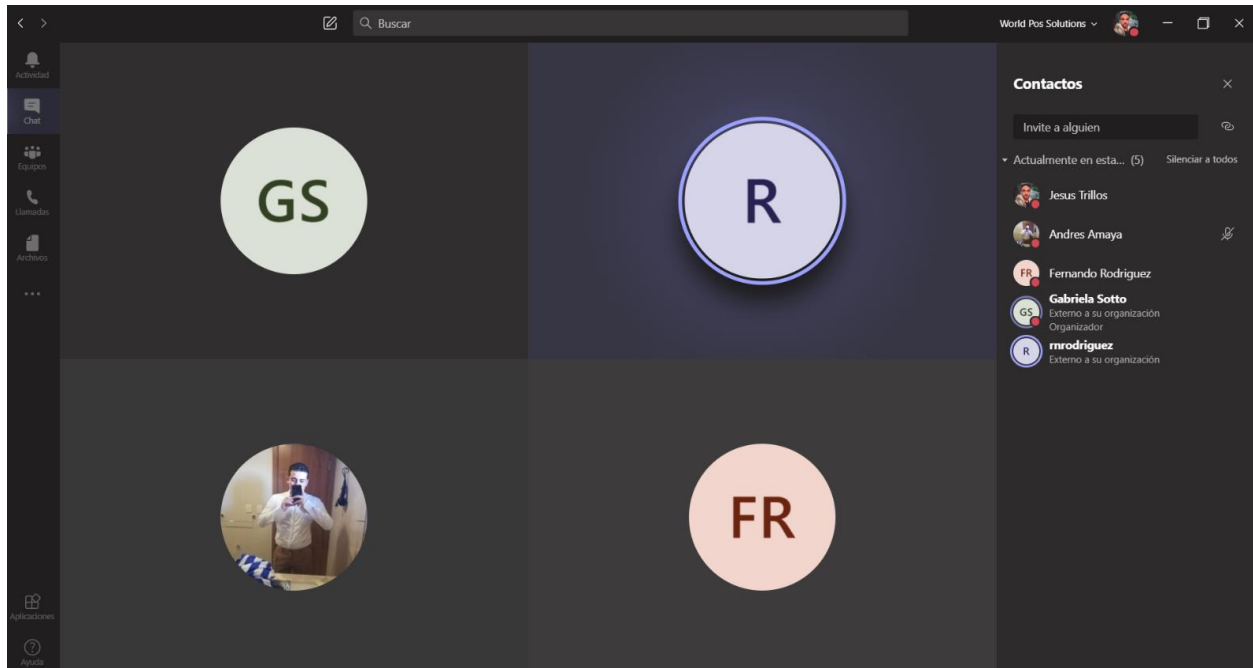 Buscar
World Pos Solutions
Actividad
Chat
Equipos
Llamadas
Archivos
Aplicaciones
Ayuda
GS
R
FR
Contactos
Invite a alguien
Actualmente en esta... (5) Silenciar a todos
Jesus Trillos
Andres Amaya
FR Fernando Rodriguez
GS Gabriela Sotto
Externo a su organización
Organizador
R rnrodriguez
Externo a su organización